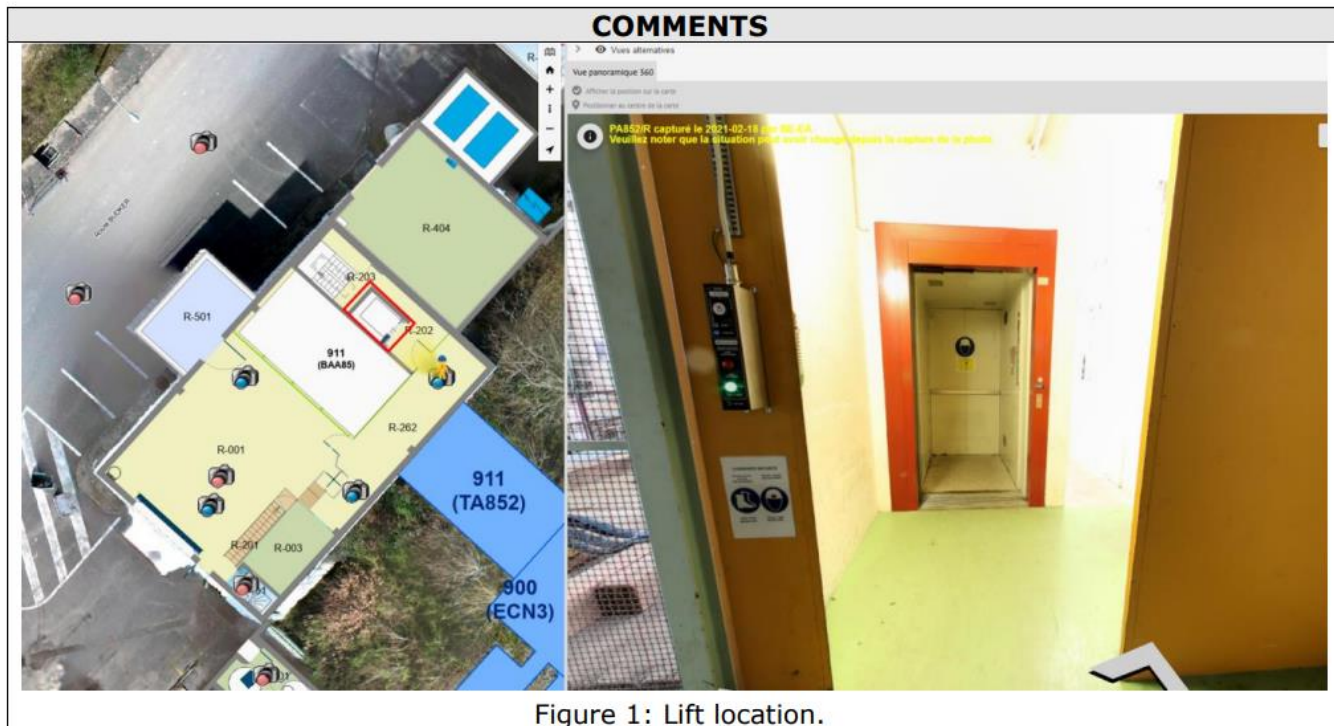 COMMENTS
R-
Vues alternatives
Vue panoramique 360
Afficher la position sur la carte
Positionner au centre de la carte
PA852/R capturé le 2021-02-18 par
Veuillez noter que la situation peut avoir changé depuis la capture de la photo.
R-404
R-203
R-501
R-202
911
(BAA85)
R-262
R-001
911
(TA852)
R-201
R-003
900
(ECN3)
Figure 1: Lift location.